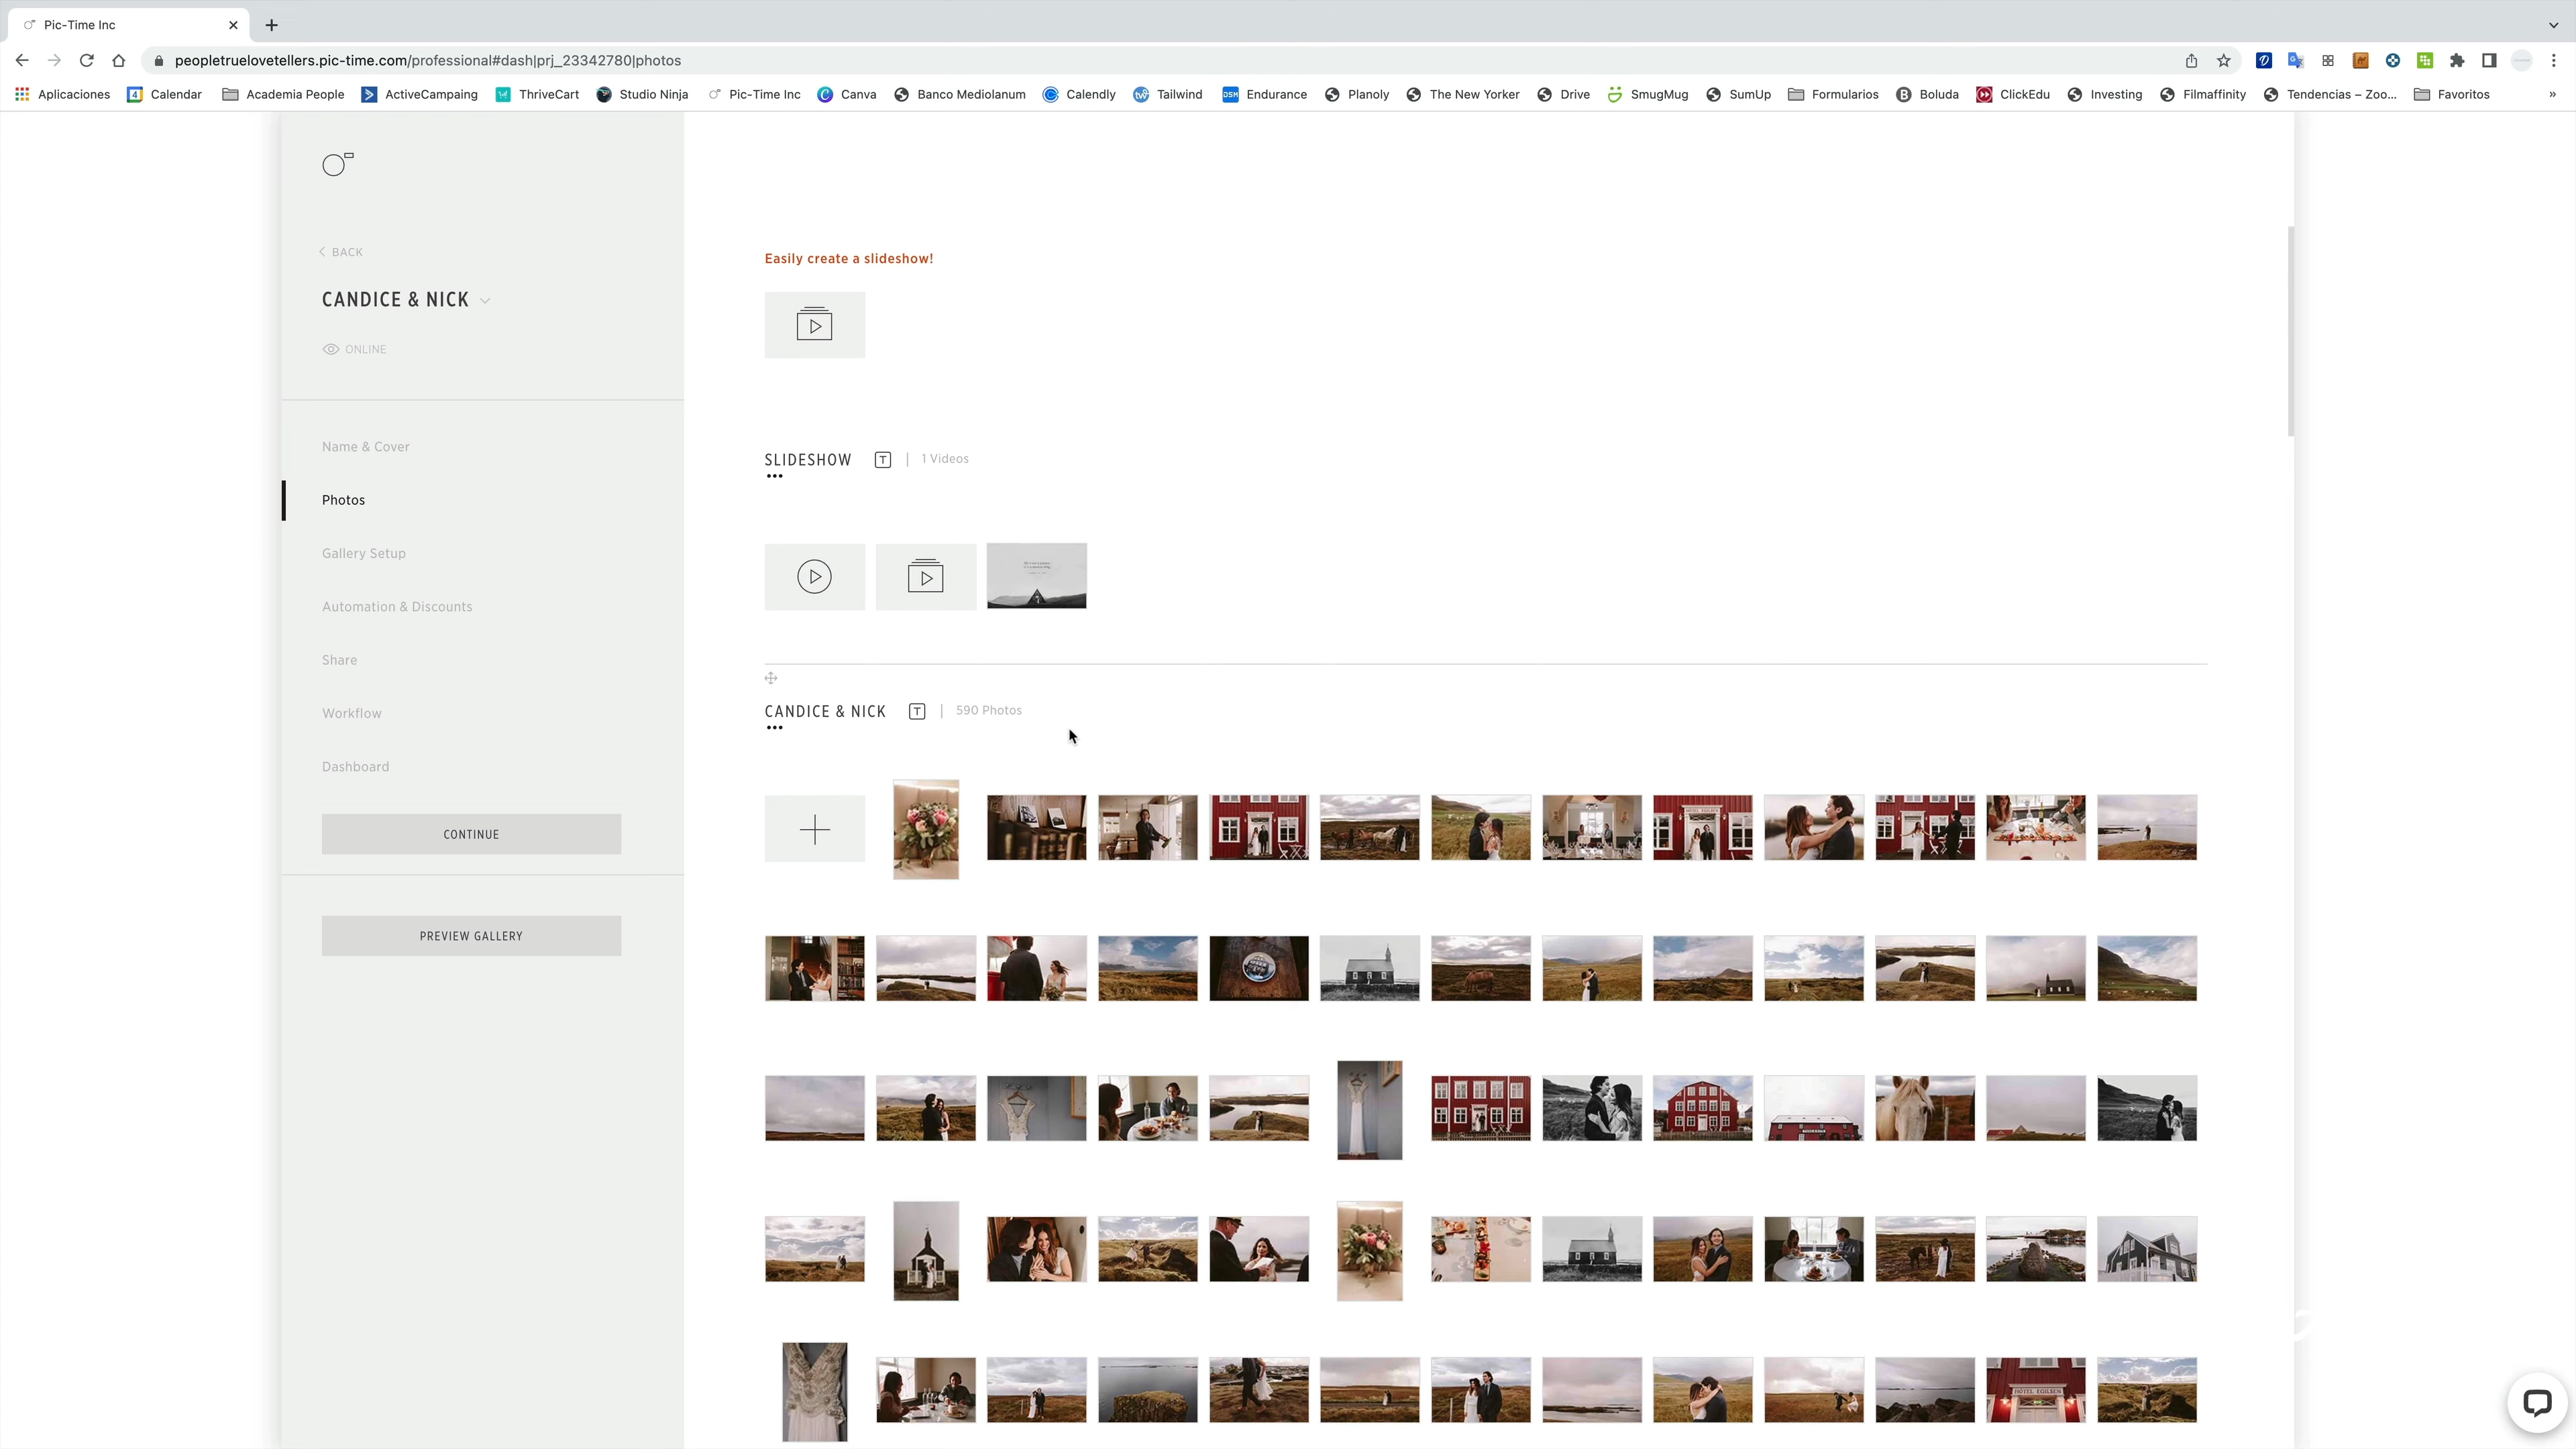 Pic-Time Inc
peopletruelovetellers.pic-time.com/professional#dash|prj_23342780|photos
Aplicaciones 4 Calendar Academia People ActiveCampaing ThriveCart Studio Ninja Pic-Time Inc Canva Banco Mediolanum Calendly Tailwind Endurance Planoly The New Yorker Drive SmugMug SumUp Formularios Boluda ClickEdu Investing Filmaffinity Tendencias – Zoo... Favoritos »
BACK
CANDICE & NICK
ONLINE
Name & Cover
Photos
Gallery Setup
Automation & Discounts
Share
Workflow
Dashboard
CONTINUE
PREVIEW GALLERY
Easily create a slideshow!
SLIDESHOW T | 1 Videos
CANDICE & NICK T | 590 Photos
HOTEL EGILSEN